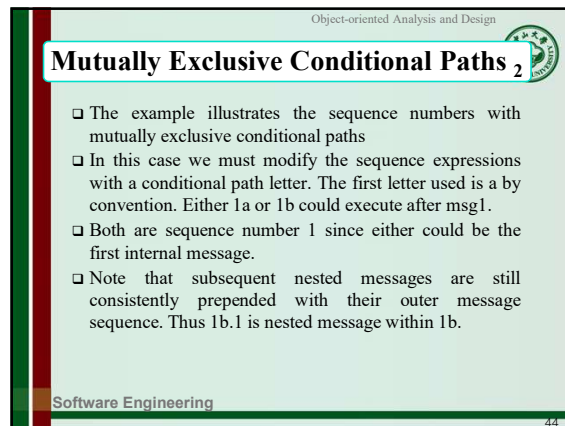 Object-oriented Analysis and Design
Mutually Exclusive Conditional Paths 2
❑ The example illustrates the sequence numbers with
mutually exclusive conditional paths
❑ In this case we must modify the sequence expressions
with a conditional path letter. The first letter used is a by
convention. Either 1a or 1b could execute after msg1.
❑ Both are sequence number 1 since either could be the
first internal message.
❑ Note that subsequent nested messages are still
consistently prepended with their outer message
sequence. Thus 1b.1 is nested message within 1b.
Software Engineering
44